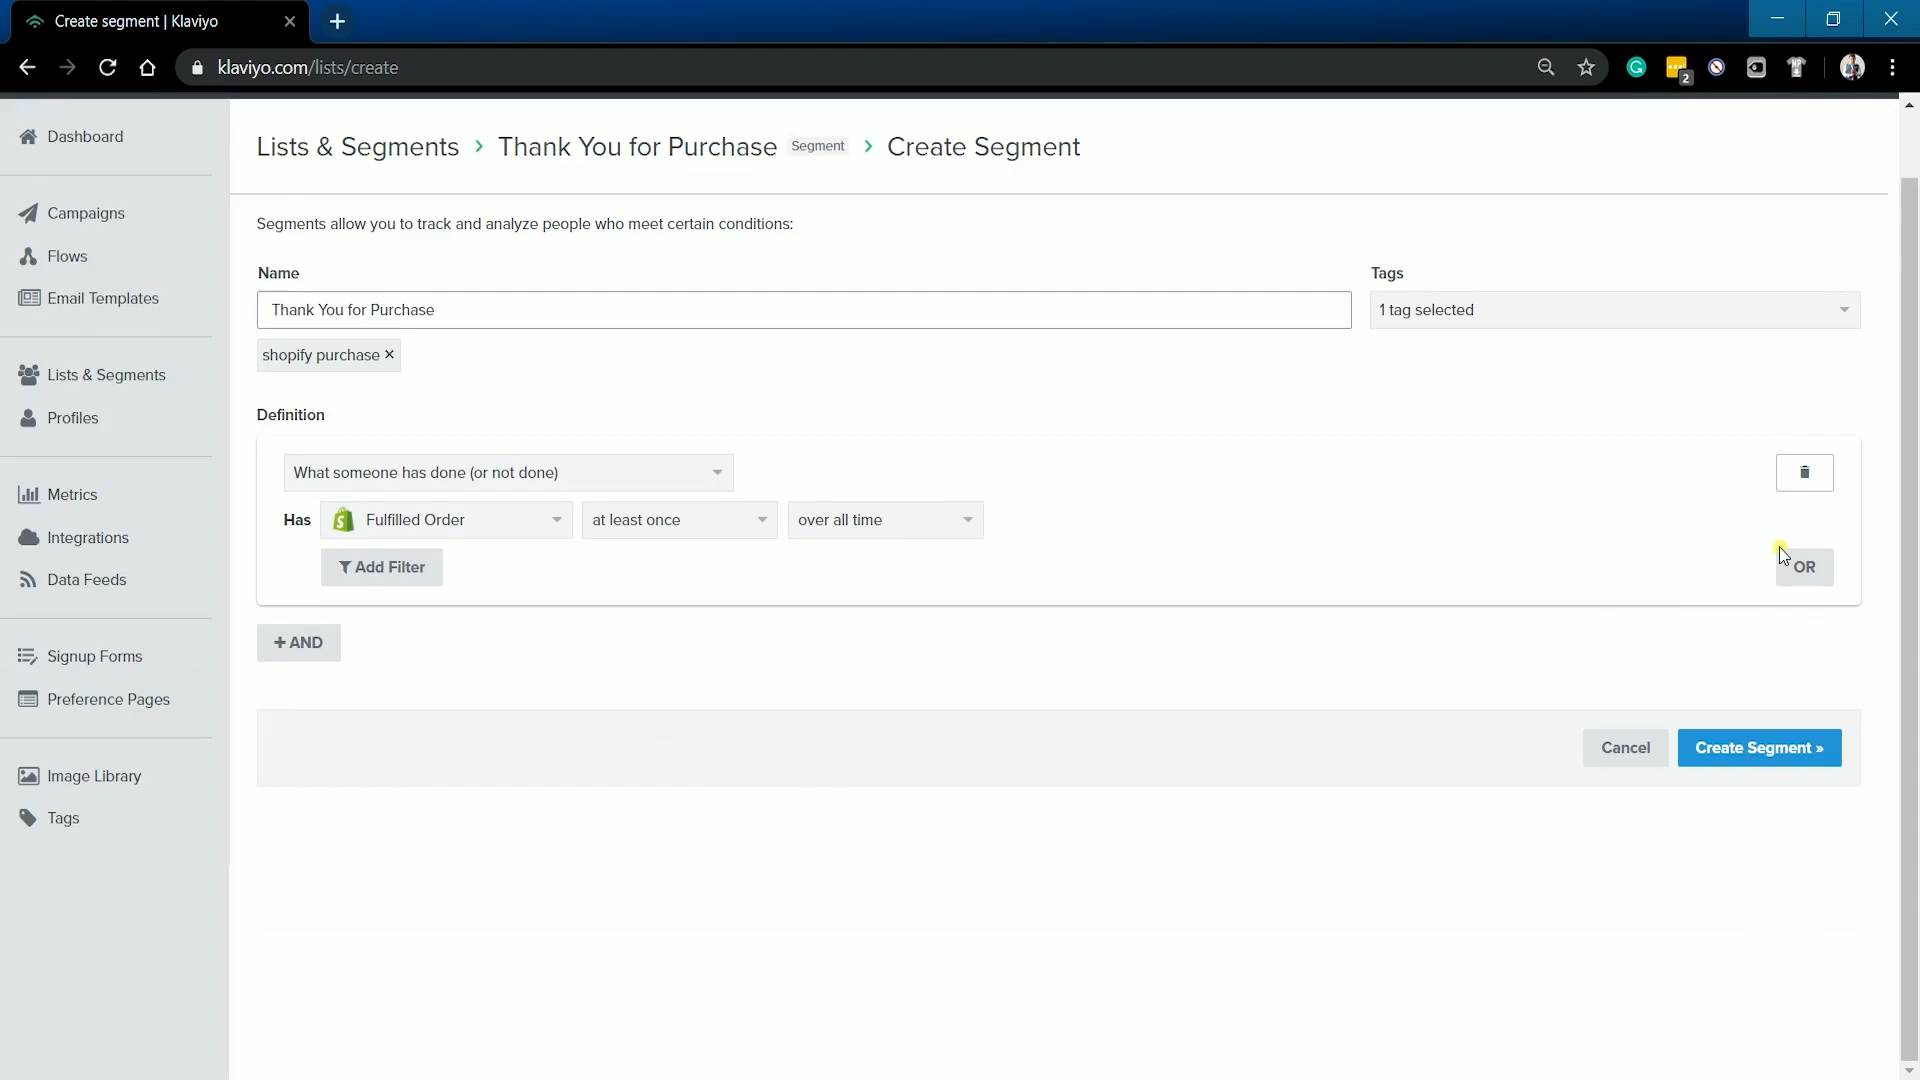 Create segment | Klaviyo
klaviyo.com/lists/create
2
Dashboard
Campaigns
Flows
Email Templates
Lists & Segments
Profiles
Metrics
Integrations
Data Feeds
Signup Forms
Preference Pages
Image Library
Tags
Lists & Segments > Thank You for Purchase Segment > Create Segment
Segments allow you to track and analyze people who meet certain conditions:
Name
Tags
Thank You for Purchase
1 tag selected
shopify purchase ×
Definition
What someone has done (or not done)
Has Fulfilled Order at least once over all time
Add Filter
OR
+ AND
Cancel
Create Segment »